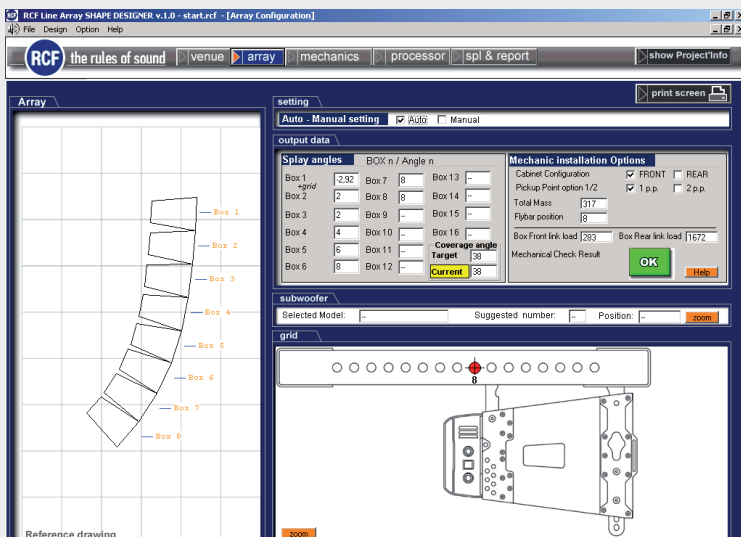 RCF Line Array SHAPE DESIGNER v.1.0 - start.rcf - [Array Configuration]
File Design Option Help
RCF the rules of sound venue array mechanics processor spl & report show Project'Info
print screen
Array
Box 1
Box 2
Box 3
Box 4
Box 5
Box 6
Box 7
Box 8
Reference drawing
setting
Auto - Manual setting Auto Manual
output data
Splay angles BOX n / Angle n
Box 1 -2,92 Box 7 8 Box 13 --
+grid
Box 2 2 Box 8 8 Box 14 --
Box 3 2 Box 9 -- Box 15 --
Box 4 4 Box 10 -- Box 16 --
Box 5 6 Box 11 -- Coverage angle
Target 38
Box 6 8 Box 12 -- Current 38
Mechanic installation Options
Cabinet Configuration FRONT REAR
Pickup Point option 1/2 1 p.p. 2 p.p.
Total Mass 317
Flybar position 8
Box Front link load 283 Box Rear link load 1672
Mechanical Check Result OK Help
subwoofer
Selected Model: -- Suggested number: -- Position: -- zoom
grid
8
zoom